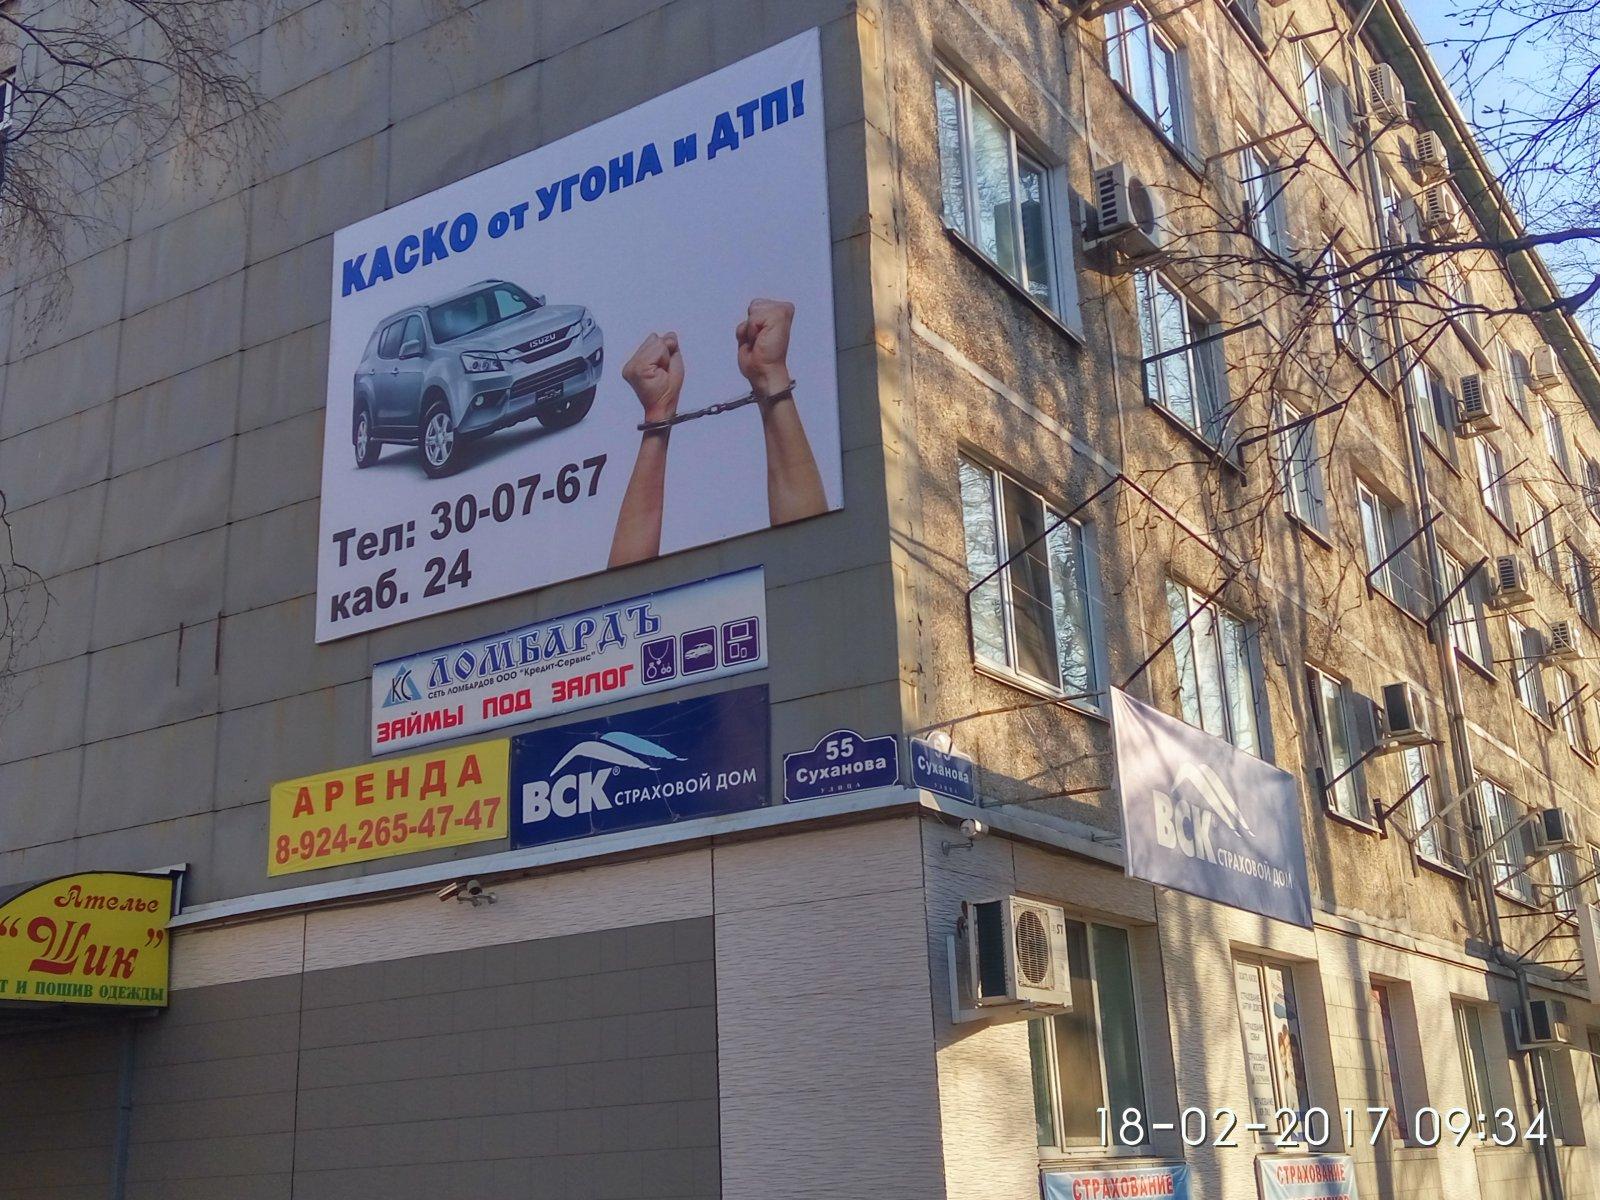 КАСКО от УГОНА и ДТП!
ISUZU
Тел: 30-07-67
каб. 24
КС ЛОМБАРДЪ
СЕТЬ ЛОМБАРДОВ ООО "Кредит-Сервис"
ЗАЙМЫ ПОД ЗАЛОГ
АРЕНДА
8-924-265-47-47
ВСК® СТРАХОВОЙ ДОМ
55
Суханова
УЛИЦА
55
Суханова
УЛИЦА
ВСК СТРАХОВОЙ ДОМ
Ателье
"Шик"
Т И ПОШИВ ОДЕЖДЫ
СТРАХОВАНИЕ
СТРАХОВАНИЕ
18-02-2017 09:34